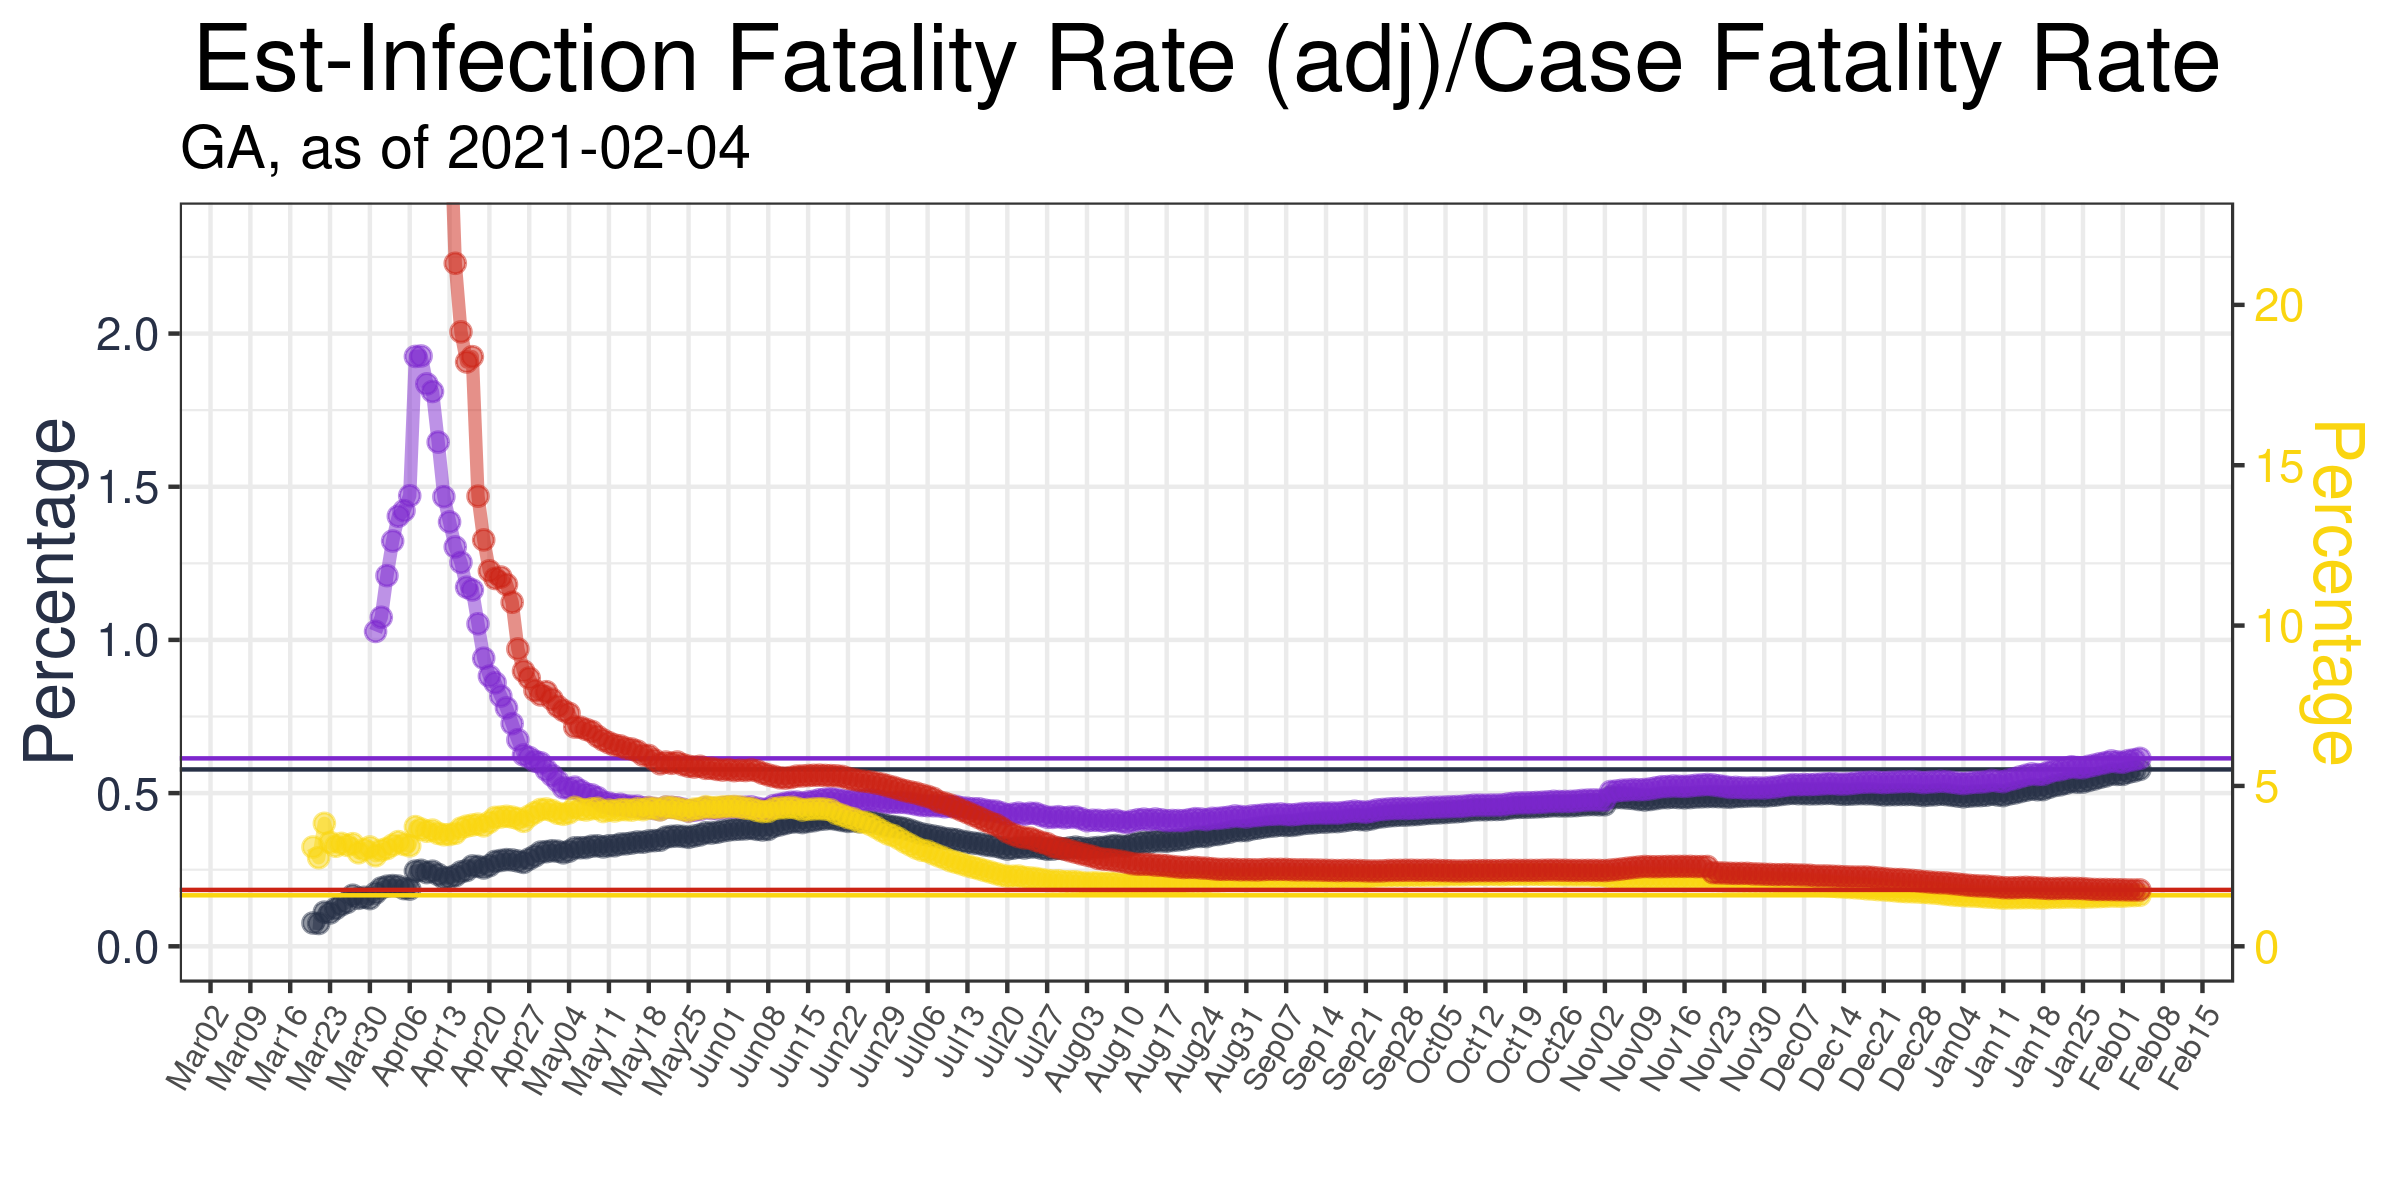 Est-Infection Fatality Rate (adj)/Case Fatality Rate
GA, as of 2021-02-04
Percentage
2.0
1.5
1.0
0.5
0.0
20
15
10
5
0
Percentage
Mar02
Mar09
Mar16
Mar23
Mar30
Apr06
Apr13
Apr20
Apr27
May04
May11
May18
May25
Jun01
Jun08
Jun15
Jun22
Jun29
Jul06
Jul13
Jul20
Jul27
Aug03
Aug10
Aug17
Aug24
Aug31
Sep07
Sep14
Sep21
Sep28
Oct05
Oct12
Oct19
Oct26
Nov02
Nov09
Nov16
Nov23
Nov30
Dec07
Dec14
Dec21
Dec28
Jan04
Jan11
Jan18
Jan25
Feb01
Feb08
Feb15